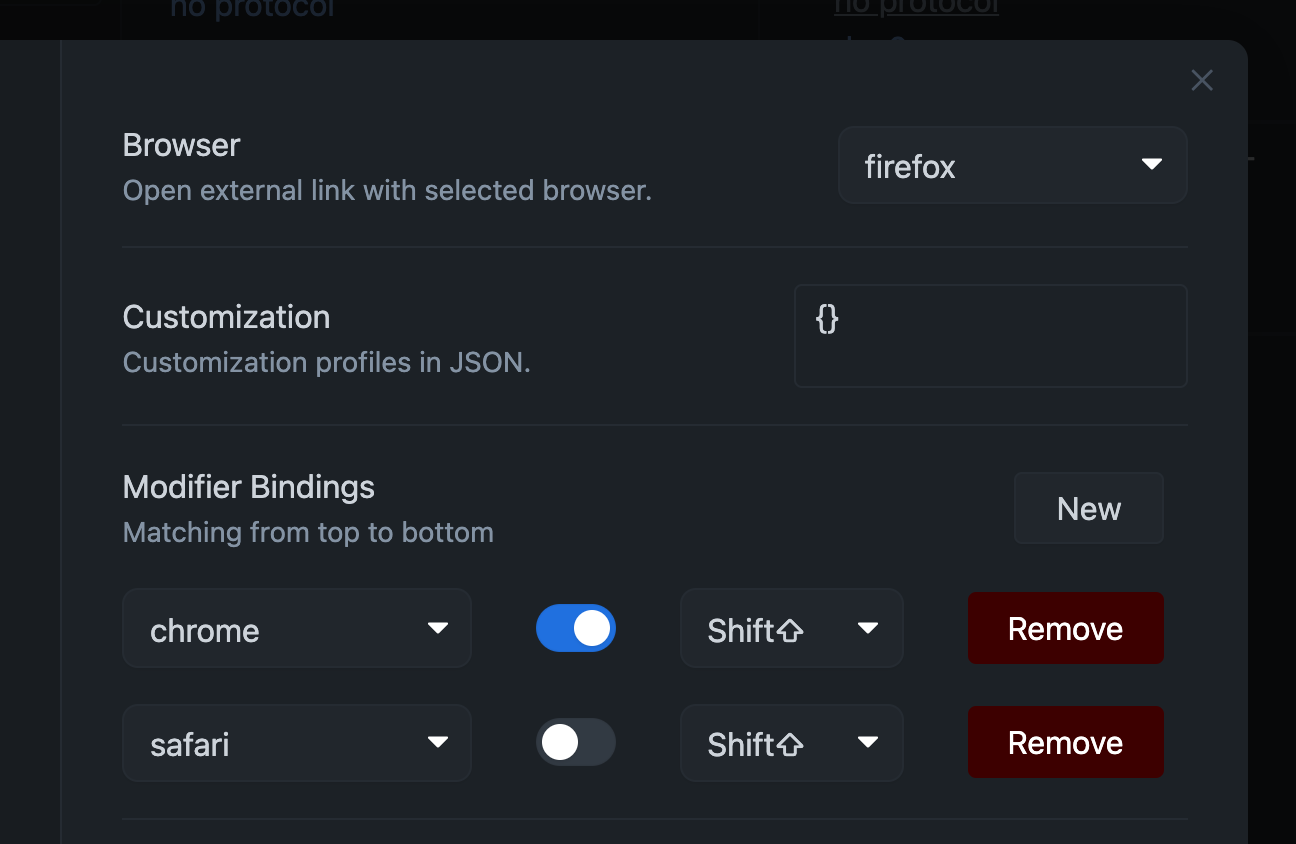 no protocol
no protocol
Browser
Open external link with selected browser.
firefox
Customization
Customization profiles in JSON.
{}
Modifier Bindings
Matching from top to bottom
New
chrome
Shift⇧
Remove
safari
Shift⇧
Remove